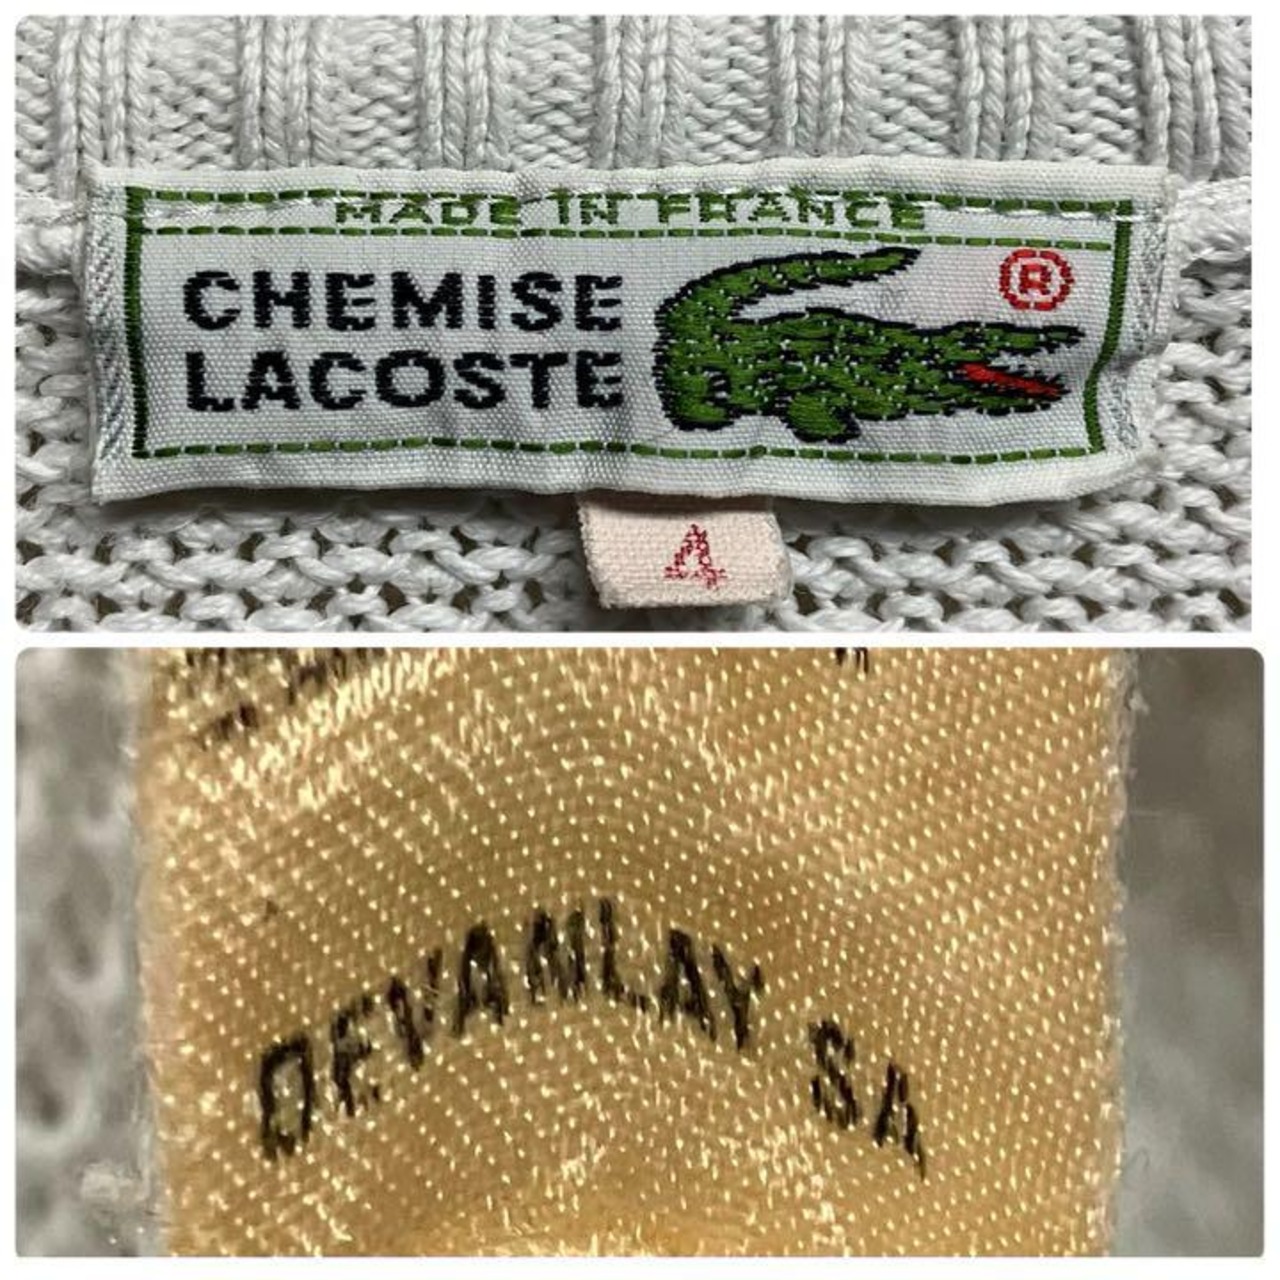 MADE IN FRANCE
CHEMISE
LACOSTE
®
4
DEVANLAY SA